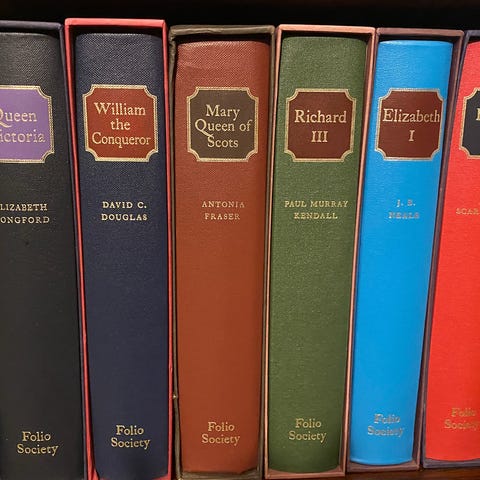 Queen
Victoria
ELIZABETH
LONGFORD
Folio
Society
William
the
Conqueror
DAVID C.
DOUGLAS
Folio
Society
Mary
Queen of
Scots
ANTONIA
FRASER
Folio
Society
Richard
III
PAUL MURRAY
KENDALL
Folio
Society
Elizabeth
I
J. E.
NEALE
Folio
Society
SCAR
Folio
Society